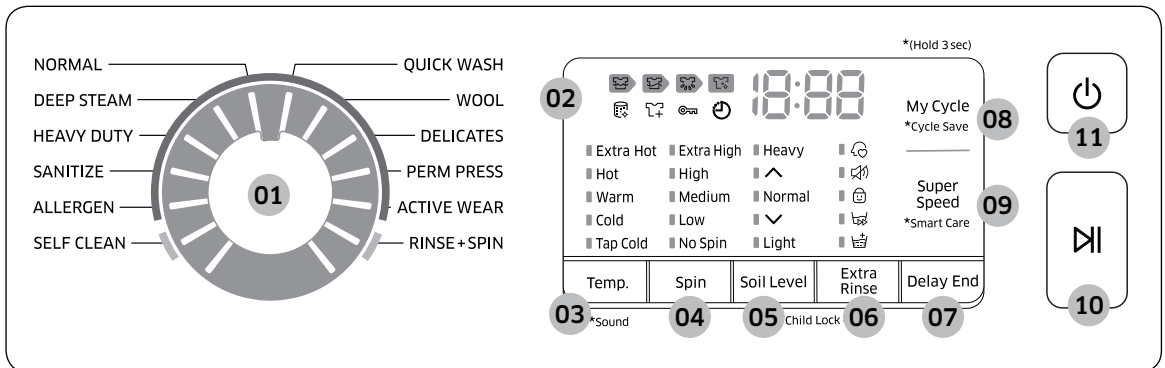 NORMAL
DEEP STEAM
HEAVY DUTY
SANITIZE
ALLERGEN
SELF CLEAN
QUICK WASH
WOOL
DELICATES
PERM PRESS
ACTIVE WEAR
RINSE+SPIN
01
02
18:88
Extra Hot
Hot
Warm
Cold
Tap Cold
Extra High
High
Medium
Low
No Spin
Heavy
Normal
Light
*(Hold 3 sec)
My Cycle
*Cycle Save
08
Super
Speed
*Smart Care
09
Temp.
Spin
Soil Level
Extra
Rinse
Delay End
03
*Sound
04
05
Child Lock
06
07
11
10